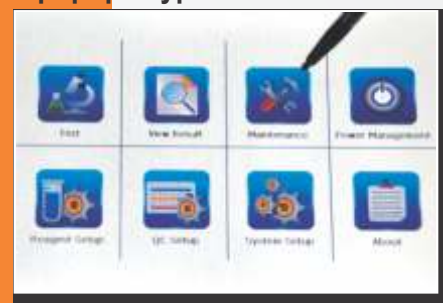 Test
View Result
Maintenance
Power Management
Reagent Setup
QC Setup
System Setup
About